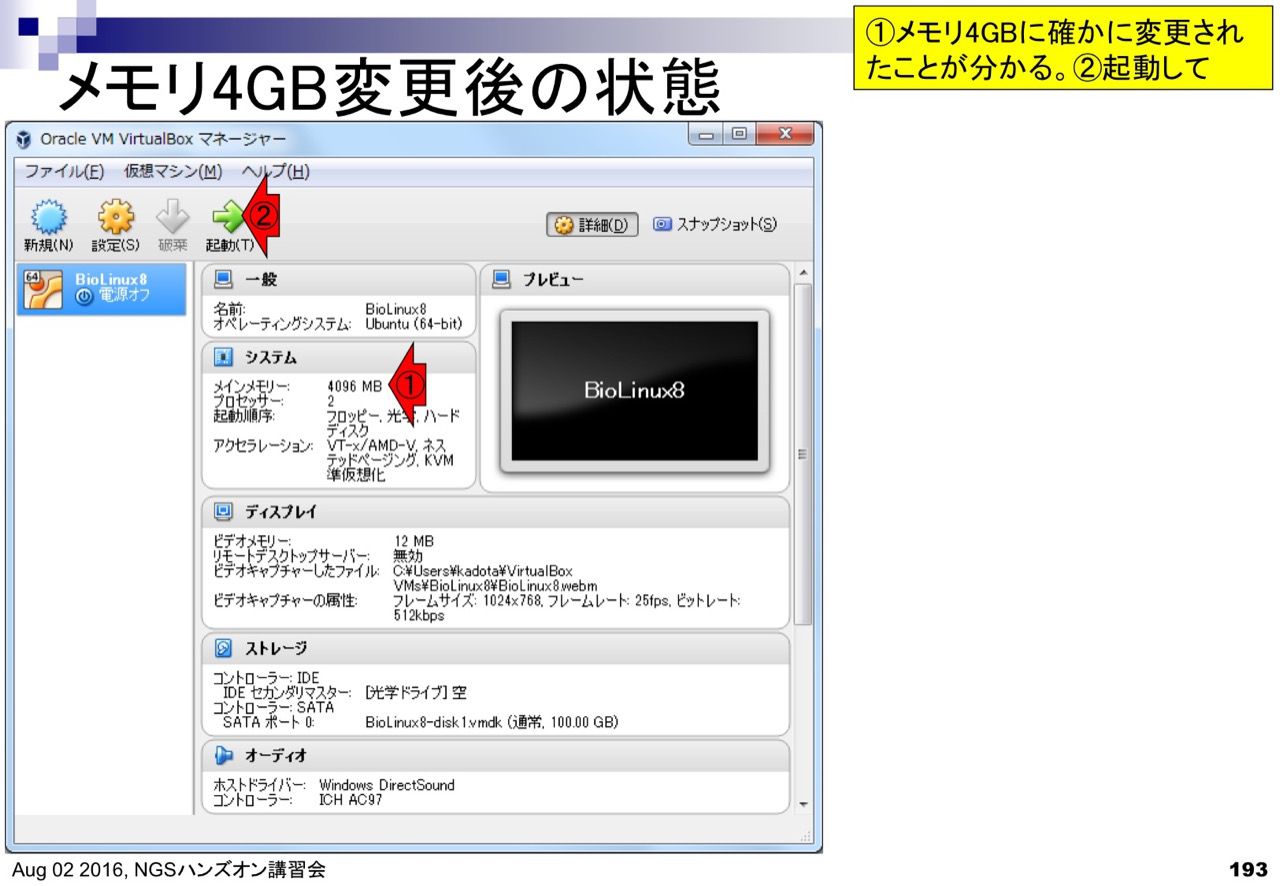 ①メモリ4GBに確かに変更され
たことが分かる。②起動して
メモリ4GB変更後の状態
Oracle VM VirtualBox マネージャー
ファイル(F) 仮想マシン(M) ヘルプ(H)
新規(N) 設定(S) 破棄 起動(T) ② 詳細(D) スナップショット(S)
64 BioLinux8
電源オフ
一般
名前: BioLinux8
オペレーティングシステム: Ubuntu (64-bit)
プレビュー
BioLinux8
システム
メインメモリー: 4096 MB ①
プロセッサー: 2
起動順序: フロッピー, 光学, ハード
ディスク
アクセラレーション: VT-x/AMD-V, ネス
テッドページング, KVM
準仮想化
ディスプレイ
ビデオメモリー: 12 MB
リモートデスクトップサーバー: 無効
ビデオキャプチャーしたファイル: C:¥Users¥kadota¥VirtualBox
VMs¥BioLinux8¥BioLinux8.webm
ビデオキャプチャーの属性: フレームサイズ: 1024x768, フレームレート: 25fps, ビットレート:
512kbps
ストレージ
コントローラー: IDE
IDE セカンダリマスター: [光学ドライブ] 空
コントローラー: SATA
SATA ポート 0: BioLinux8-disk1.vmdk (通常, 100.00 GB)
オーディオ
ホストドライバー: Windows DirectSound
コントローラー: ICH AC97
Aug 02 2016, NGSハンズオン講習会
193